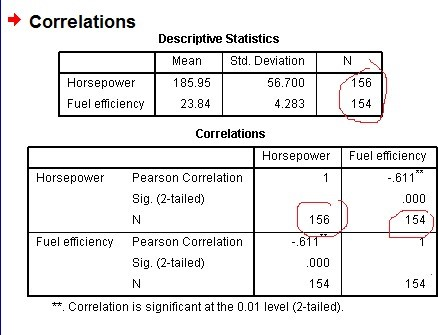 Correlations
Descriptive Statistics
Mean Std. Deviation N
Horsepower 185.95 56.700 156
Fuel efficiency 23.84 4.283 154
Correlations
Horsepower Fuel efficiency
Horsepower Pearson Correlation 1 -.611**
Sig. (2-tailed) .000
N 156 154
Fuel efficiency Pearson Correlation -.611** 1
Sig. (2-tailed) .000
N 154 154
**. Correlation is significant at the 0.01 level (2-tailed).